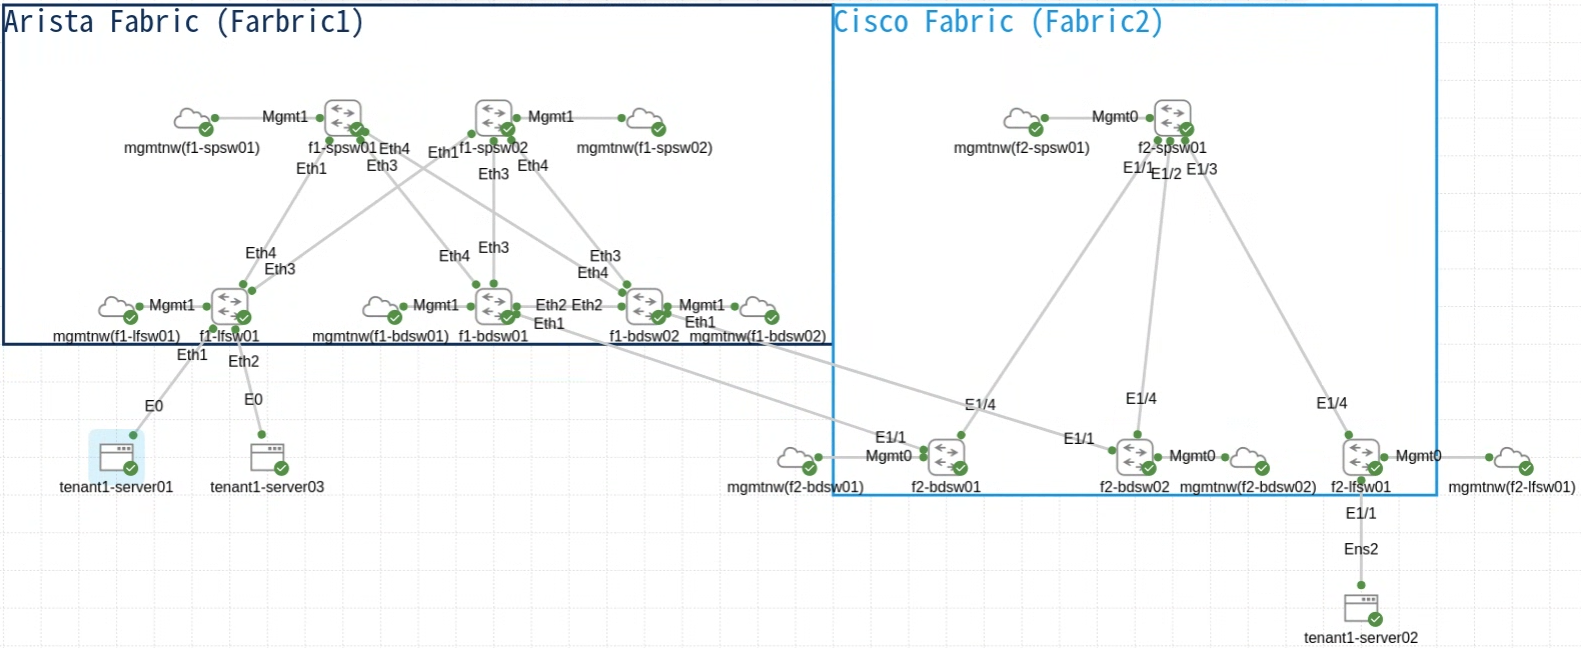 Arista Fabric (Farbric1)
Cisco Fabric (Fabric2)
Mgmt1
Mgmt1
Mgmt0
mgmtnw(f1-spsw01)
f1-spsw01
Eth4
Eth1
f1-spsw02
mgmtnw(f1-spsw02)
mgmtnw(f2-spsw01)
f2-spsw01
Eth1
Eth3
Eth3
Eth4
E1/1
E1/2
E1/3
Eth4
Eth3
Eth4
Eth3
Eth3
Eth4
Mgmt1
Mgmt1
Eth2
Eth2
Mgmt1
Eth1
Eth1
mgmtnw(f1-lfsw01)
f1-lfsw01
mgmtnw(f1-bdsw01)
f1-bdsw01
f1-bdsw02
mgmtnw(f1-bdsw02)
Eth1
Eth2
E0
E0
E1/4
E1/4
E1/4
E1/1
E1/1
Mgmt0
Mgmt0
Mgmt0
tenant1-server01
tenant1-server03
mgmtnw(f2-bdsw01)
f2-bdsw01
f2-bdsw02
mgmtnw(f2-bdsw02)
f2-lfsw01
mgmtnw(f2-lfsw01)
E1/1
Ens2
tenant1-server02